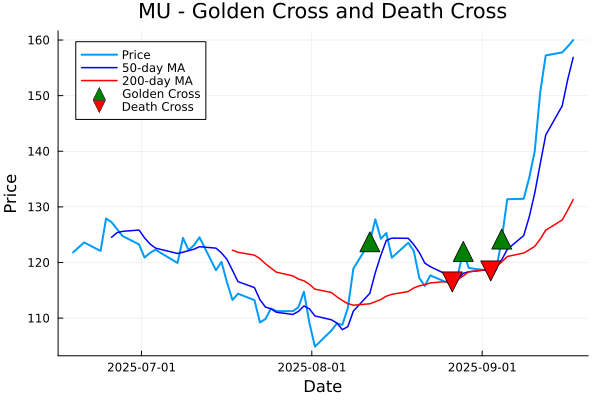 MU - Golden Cross and Death Cross
160
150
140
130
120
110
Price
Price
50-day MA
200-day MA
Golden Cross
Death Cross
2025-07-01
2025-08-01
2025-09-01
Date